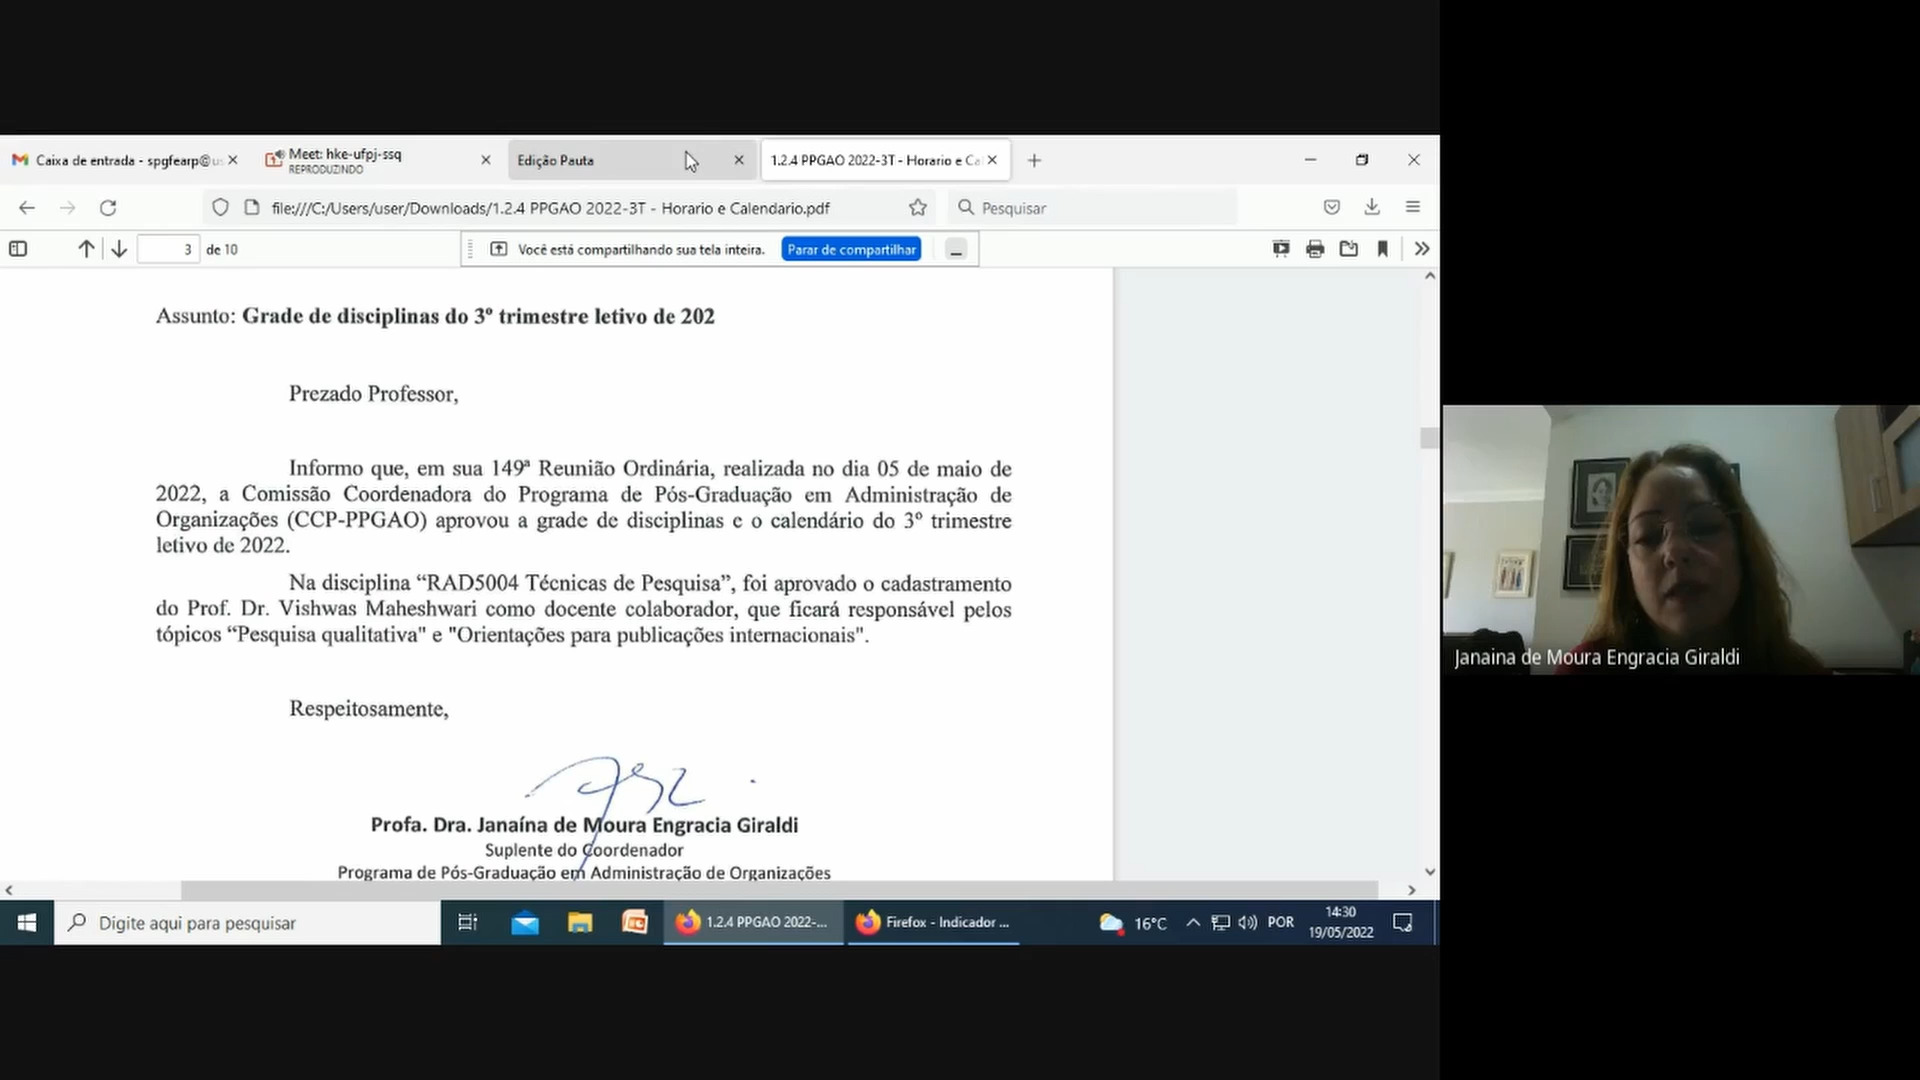 Caixa de entrada - spgfearp@us
Meet: hke-ufpj-ssq
REPRODUZINDO
Edição Pauta
1.2.4 PPGAO 2022-3T - Horario e Ca
file:///C:/Users/user/Downloads/1.2.4 PPGAO 2022-3T - Horario e Calendario.pdf
Pesquisar
3 de 10
Você está compartilhando sua tela inteira.
Parar de compartilhar
Assunto: Grade de disciplinas do 3º trimestre letivo de 202
Prezado Professor,
Informo que, em sua 149ª Reunião Ordinária, realizada no dia 05 de maio de
2022, a Comissão Coordenadora do Programa de Pós-Graduação em Administração de
Organizações (CCP-PPGAO) aprovou a grade de disciplinas e o calendário do 3º trimestre
letivo de 2022.
Na disciplina “RAD5004 Técnicas de Pesquisa”, foi aprovado o cadastramento
do Prof. Dr. Vishwas Maheshwari como docente colaborador, que ficará responsável pelos
tópicos “Pesquisa qualitativa" e "Orientações para publicações internacionais".
Respeitosamente,
Profa. Dra. Janaína de Moura Engracia Giraldi
Suplente do Coordenador
Programa de Pós-Graduação em Administração de Organizações
Janaina de Moura Engracia Giraldi
Digite aqui para pesquisar
1.2.4 PPGAO 2022-...
Firefox - Indicador ...
16°C
POR
14:30
19/05/2022